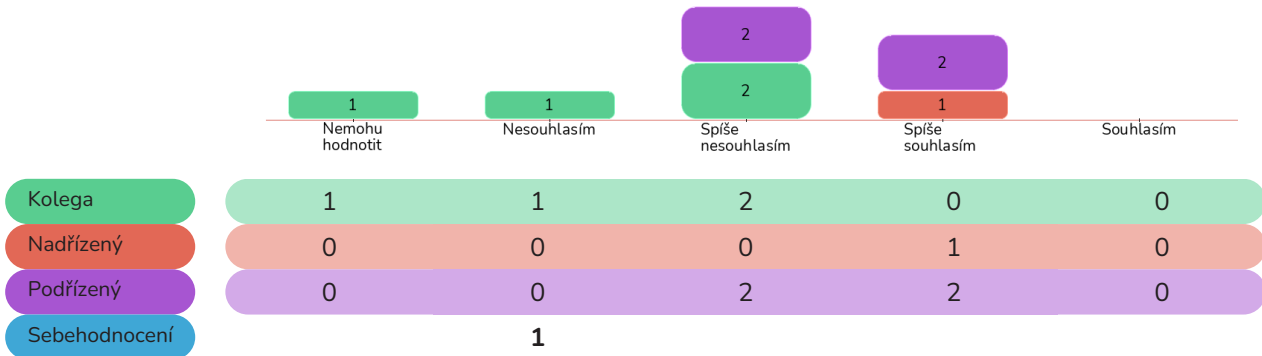 2
2
2
1
1
1
Nemohu
hodnotit
Nesouhlasím
Spíše
nesouhlasím
Spíše
souhlasím
Souhlasím
Kolega 1 1 2 0 0
Nadřízený 0 0 0 1 0
Podřízený 0 0 2 2 0
Sebehodnocení 1